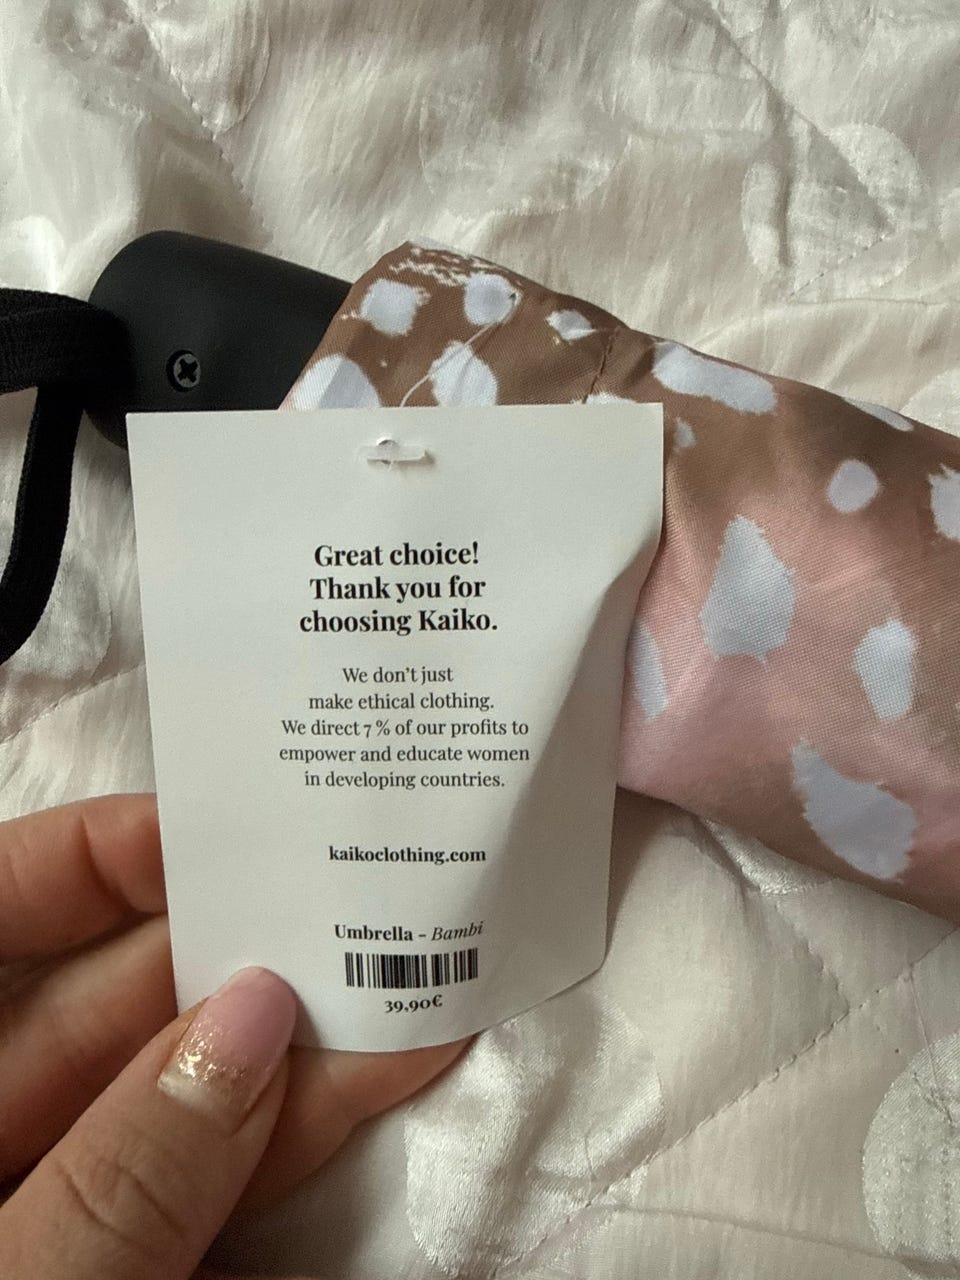 Great choice!
Thank you for
choosing Kaiko.
We don't just
make ethical clothing.
We direct 7 % of our profits to
empower and educate women
in developing countries.
kaikoclothing.com
Umbrella – Bambi
39,90€